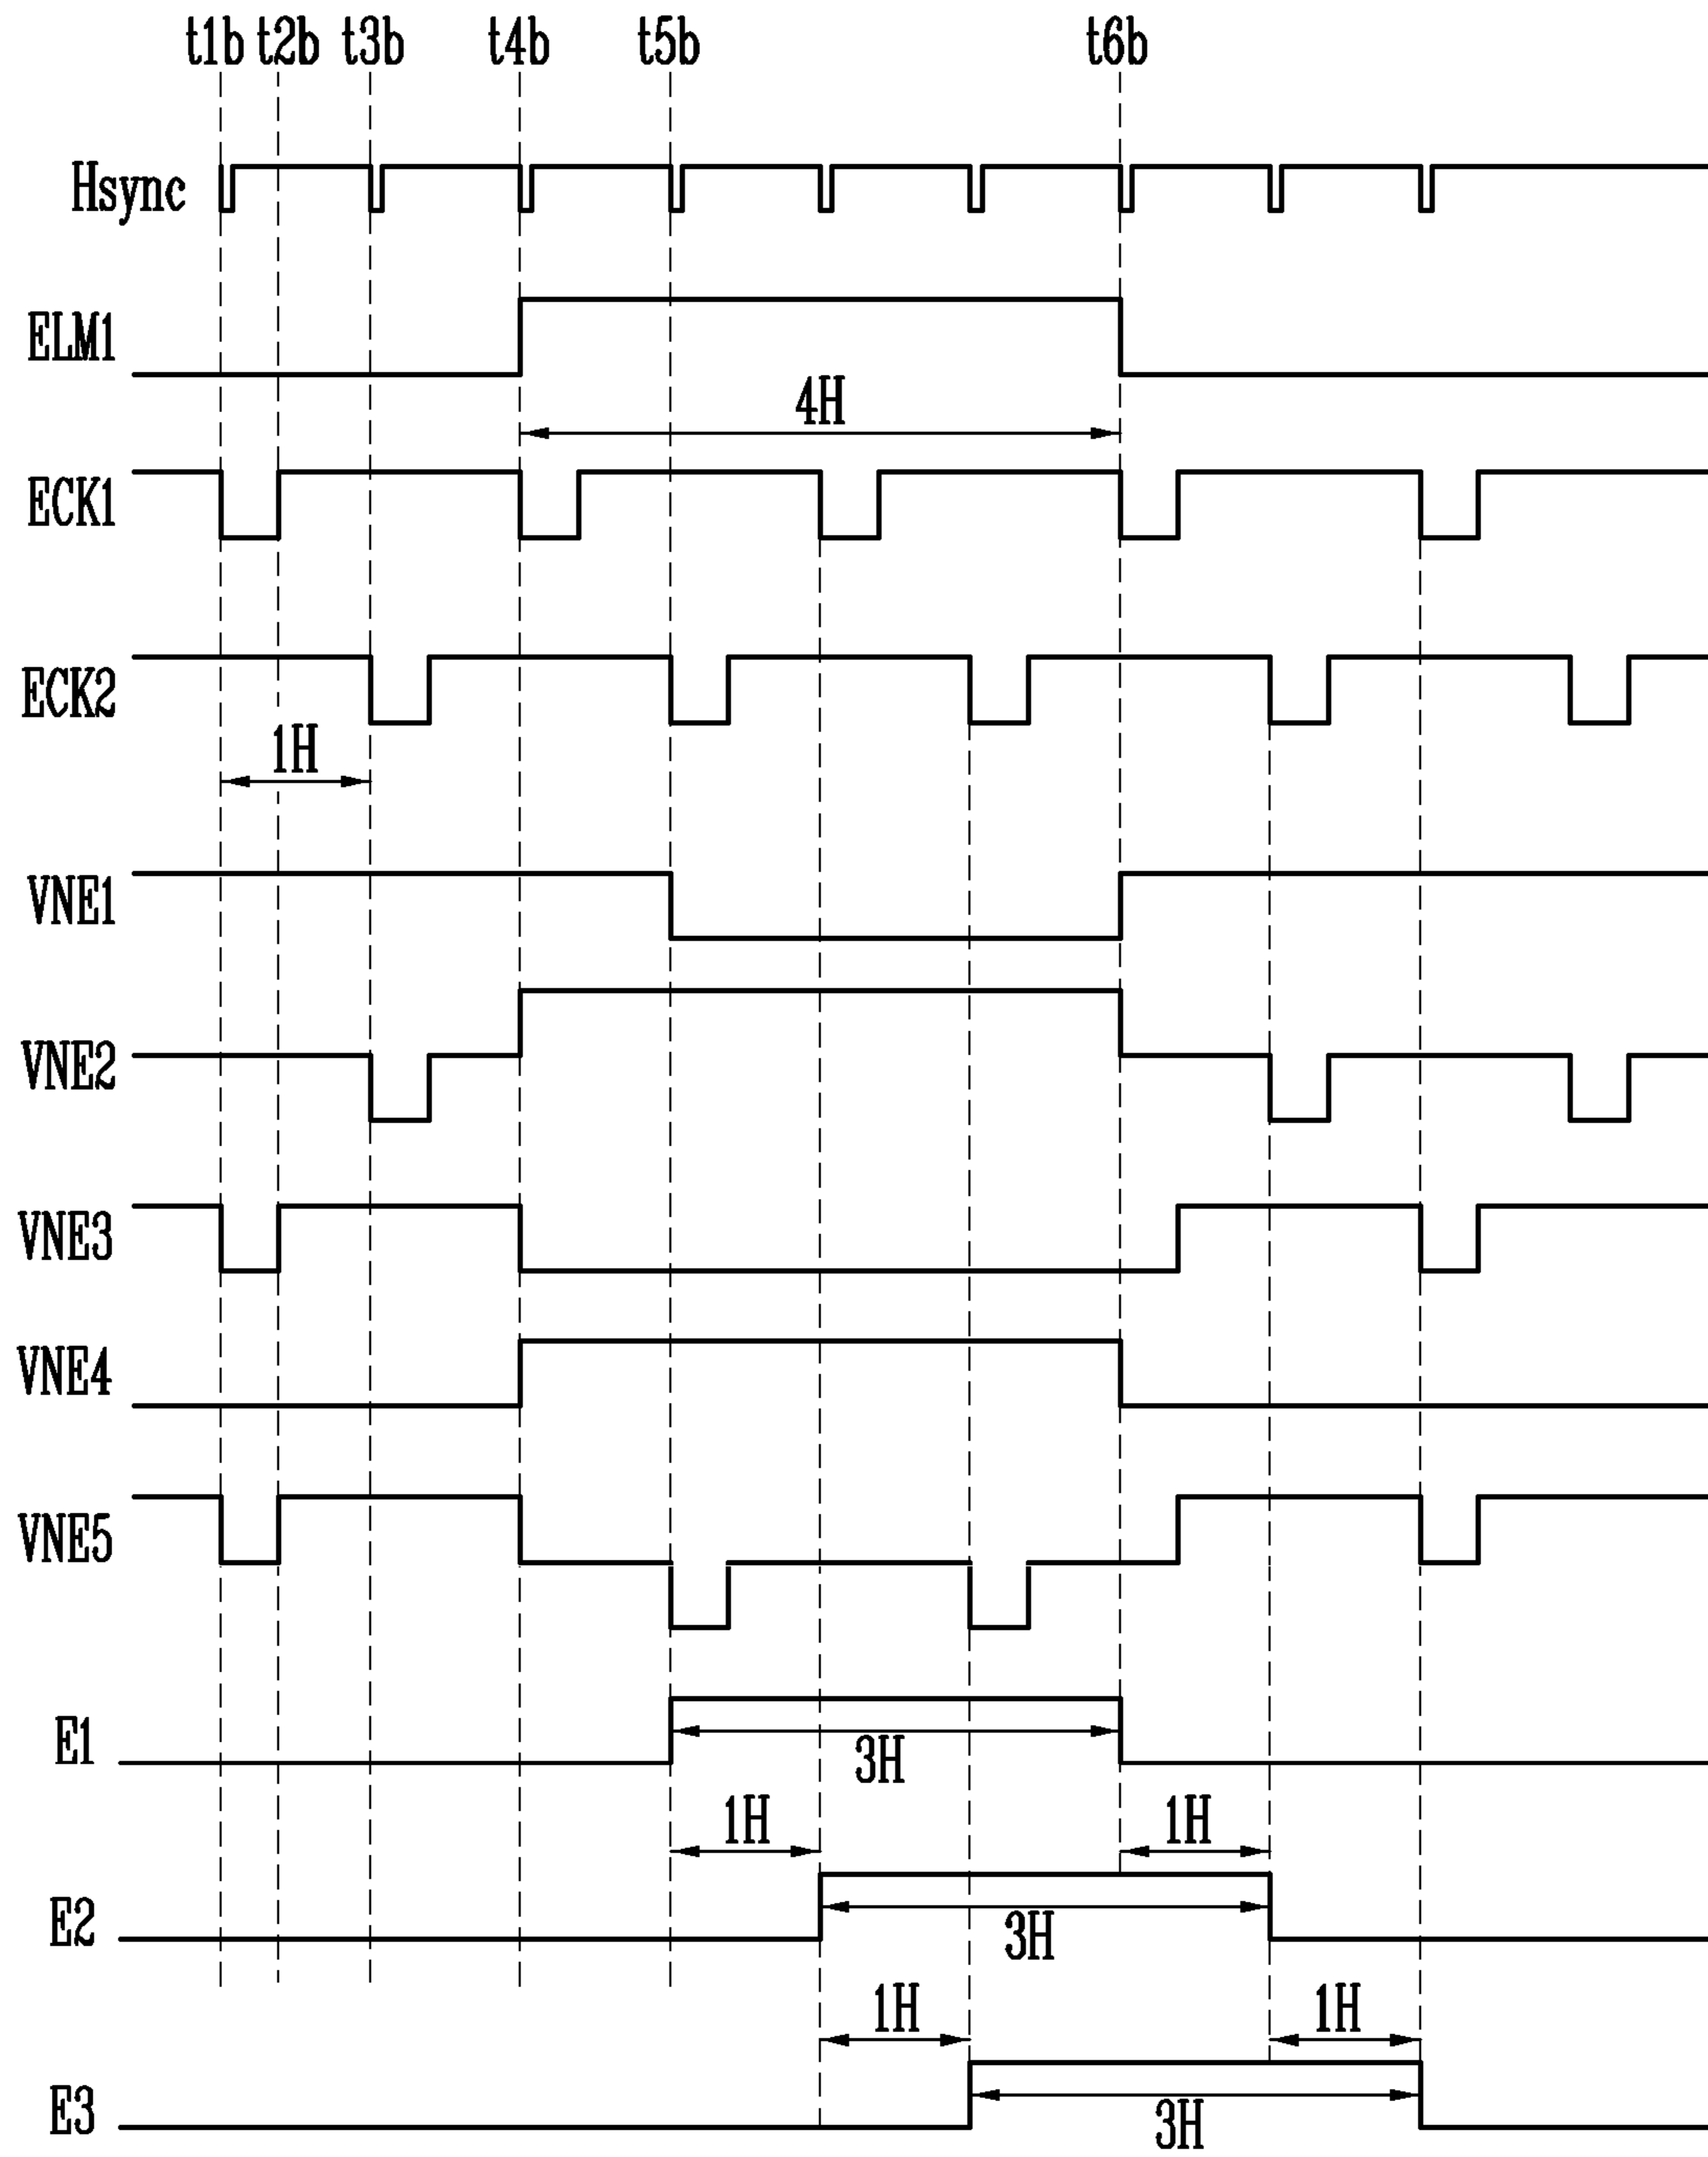 t1b t2b t3b t4b t5b t6b
Hsync
ELM1
4H
ECK1
ECK2
1H
VNE1
VNE2
VNE3
VNE4
VNE5
E1
3H
1H 1H
E2
3H
1H 1H
E3
3H